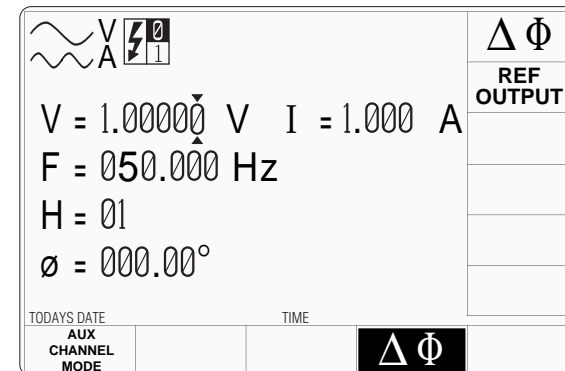 V
A
0
1
ΔΦ
REF
OUTPUT
V = 1.00000 V I = 1.000 A
F = 050.000 Hz
H = 01
ø = 000.00°
TODAYS DATE TIME
AUX
CHANNEL
MODE
ΔΦ